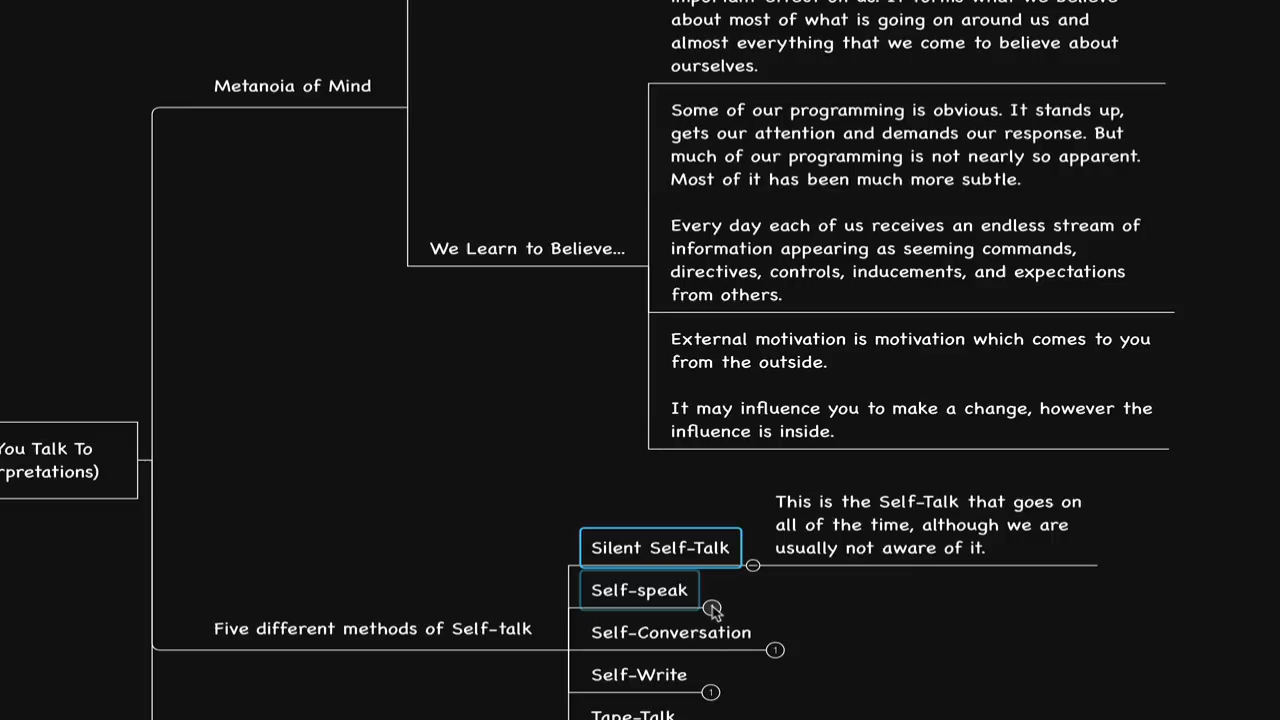 about most of what is going on around us and
almost everything that we come to believe about
ourselves.
Metanoia of Mind
Some of our programming is obvious. It stands up,
gets our attention and demands our response. But
much of our programming is not nearly so apparent.
Most of it has been much more subtle.
Every day each of us receives an endless stream of
information appearing as seeming commands,
directives, controls, inducements, and expectations
from others.
We Learn to Believe...
External motivation is motivation which comes to you
from the outside.
It may influence you to make a change, however the
influence is inside.
You Talk To
rpretations)
This is the Self-Talk that goes on
all of the time, although we are
usually not aware of it.
Silent Self-Talk
Self-speak
Five different methods of Self-talk
Self-Conversation
1
Self-Write
1
Tape-Talk